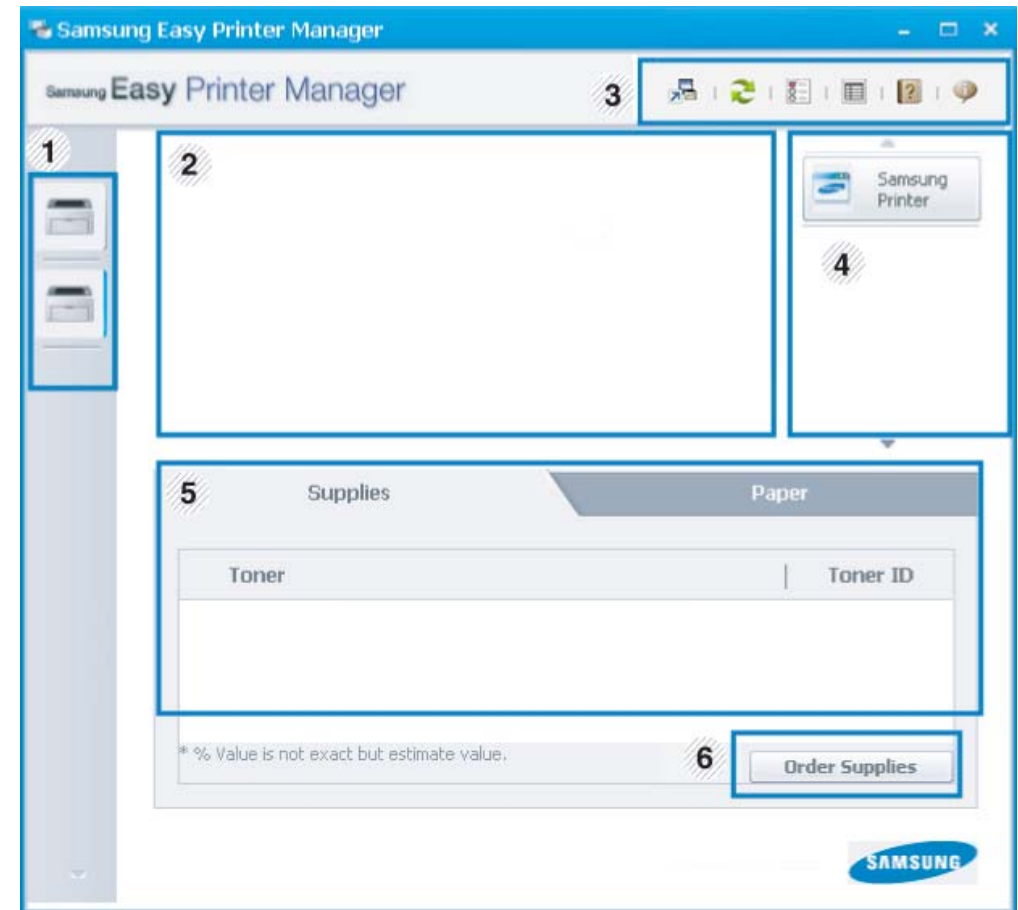 Samsung Easy Printer Manager
Samsung Easy Printer Manager
3
1
2
Samsung
Printer
4
5
Supplies
Paper
Toner
Toner ID
* % Value is not exact but estimate value.
6
Order Supplies
SAMSUNG